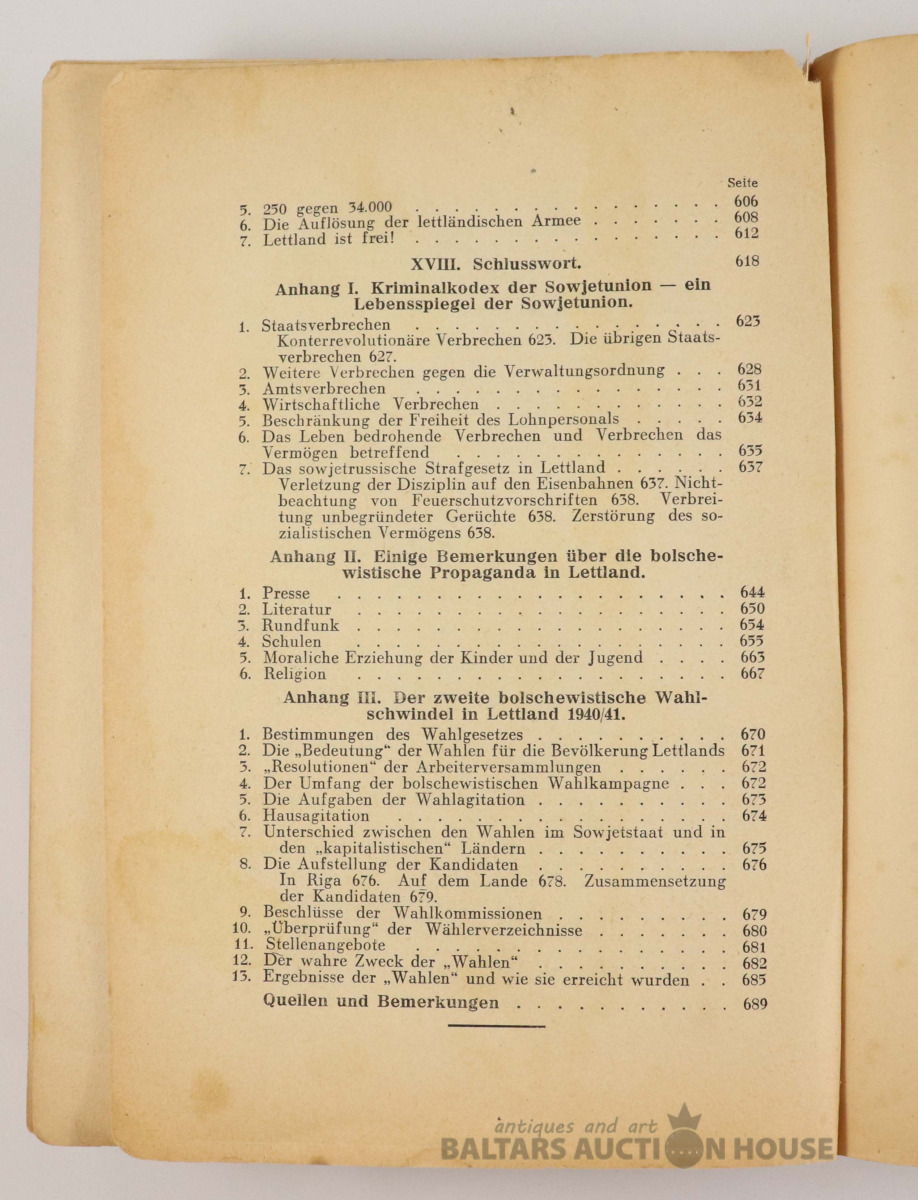 Seite
5. 250 gegen 34.000 . . . . . . . . . . . . . . . . 606
6. Die Auflösung der lettländischen Armee . . . . . . . 608
7. Lettland ist frei! . . . . . . . . . . . . . . . . 612
XVIII. Schlusswort. 618
Anhang I. Kriminalkodex der Sowjetunion — ein
Lebensspiegel der Sowjetunion.
1. Staatsverbrechen . . . . . . . . . . . . . . . . 623
Konterrevolutionäre Verbrechen 623. Die übrigen Staats-
verbrechen 627.
2. Weitere Verbrechen gegen die Verwaltungsordnung . . . 628
3. Amtsverbrechen . . . . . . . . . . . . . . . . 631
4. Wirtschaftliche Verbrechen . . . . . . . . . . . . 632
5. Beschränkung der Freiheit des Lohnpersonals . . . . . 634
6. Das Leben bedrohende Verbrechen und Verbrechen das
Vermögen betreffend . . . . . . . . . . . . . . 635
7. Das sowjetrussische Strafgesetz in Lettland . . . . . . 637
Verletzung der Disziplin auf den Eisenbahnen 637. Nicht-
beachtung von Feuerschutzvorschriften 638. Verbrei-
tung unbegründeter Gerüchte 638. Zerstörung des so-
zialistischen Vermögens 638.
Anhang II. Einige Bemerkungen über die bolsche-
wistische Propaganda in Lettland.
1. Presse . . . . . . . . . . . . . . . . . . . . 644
2. Literatur . . . . . . . . . . . . . . . . . . . 650
3. Rundfunk . . . . . . . . . . . . . . . . . . . 654
4. Schulen . . . . . . . . . . . . . . . . . . . 655
5. Moraliche Erziehung der Kinder und der Jugend . . . . 663
6. Religion . . . . . . . . . . . . . . . . . . . 667
Anhang III. Der zweite bolschewistische Wahl-
schwindel in Lettland 1940/41.
1. Bestimmungen des Wahlgesetzes . . . . . . . . . . 670
2. Die „Bedeutung“ der Wahlen für die Bevölkerung Lettlands 671
3. „Resolutionen“ der Arbeiterversammlungen . . . . . . 672
4. Der Umfang der bolschewistischen Wahlkampagne . . . 672
5. Die Aufgaben der Wahlagitation . . . . . . . . . . 673
6. Hausagitation . . . . . . . . . . . . . . . . . 674
7. Unterschied zwischen den Wahlen im Sowjetstaat und in
den „kapitalistischen“ Ländern . . . . . . . . . . 675
8. Die Aufstellung der Kandidaten . . . . . . . . . . 676
In Riga 676. Auf dem Lande 678. Zusammensetzung
der Kandidaten 679.
9. Beschlüsse der Wahlkommissionen . . . . . . . . . 679
10. „Überprüfung“ der Wählerverzeichnisse . . . . . . . 680
11. Stellenangebote . . . . . . . . . . . . . . . . 681
12. Der wahre Zweck der „Wahlen“ . . . . . . . . . . 682
13. Ergebnisse der „Wahlen“ und wie sie erreicht wurden . . 685
Quellen und Bemerkungen . . . . . . . . . . . 689
antiques and art
BALTARS AUCTION HOUSE